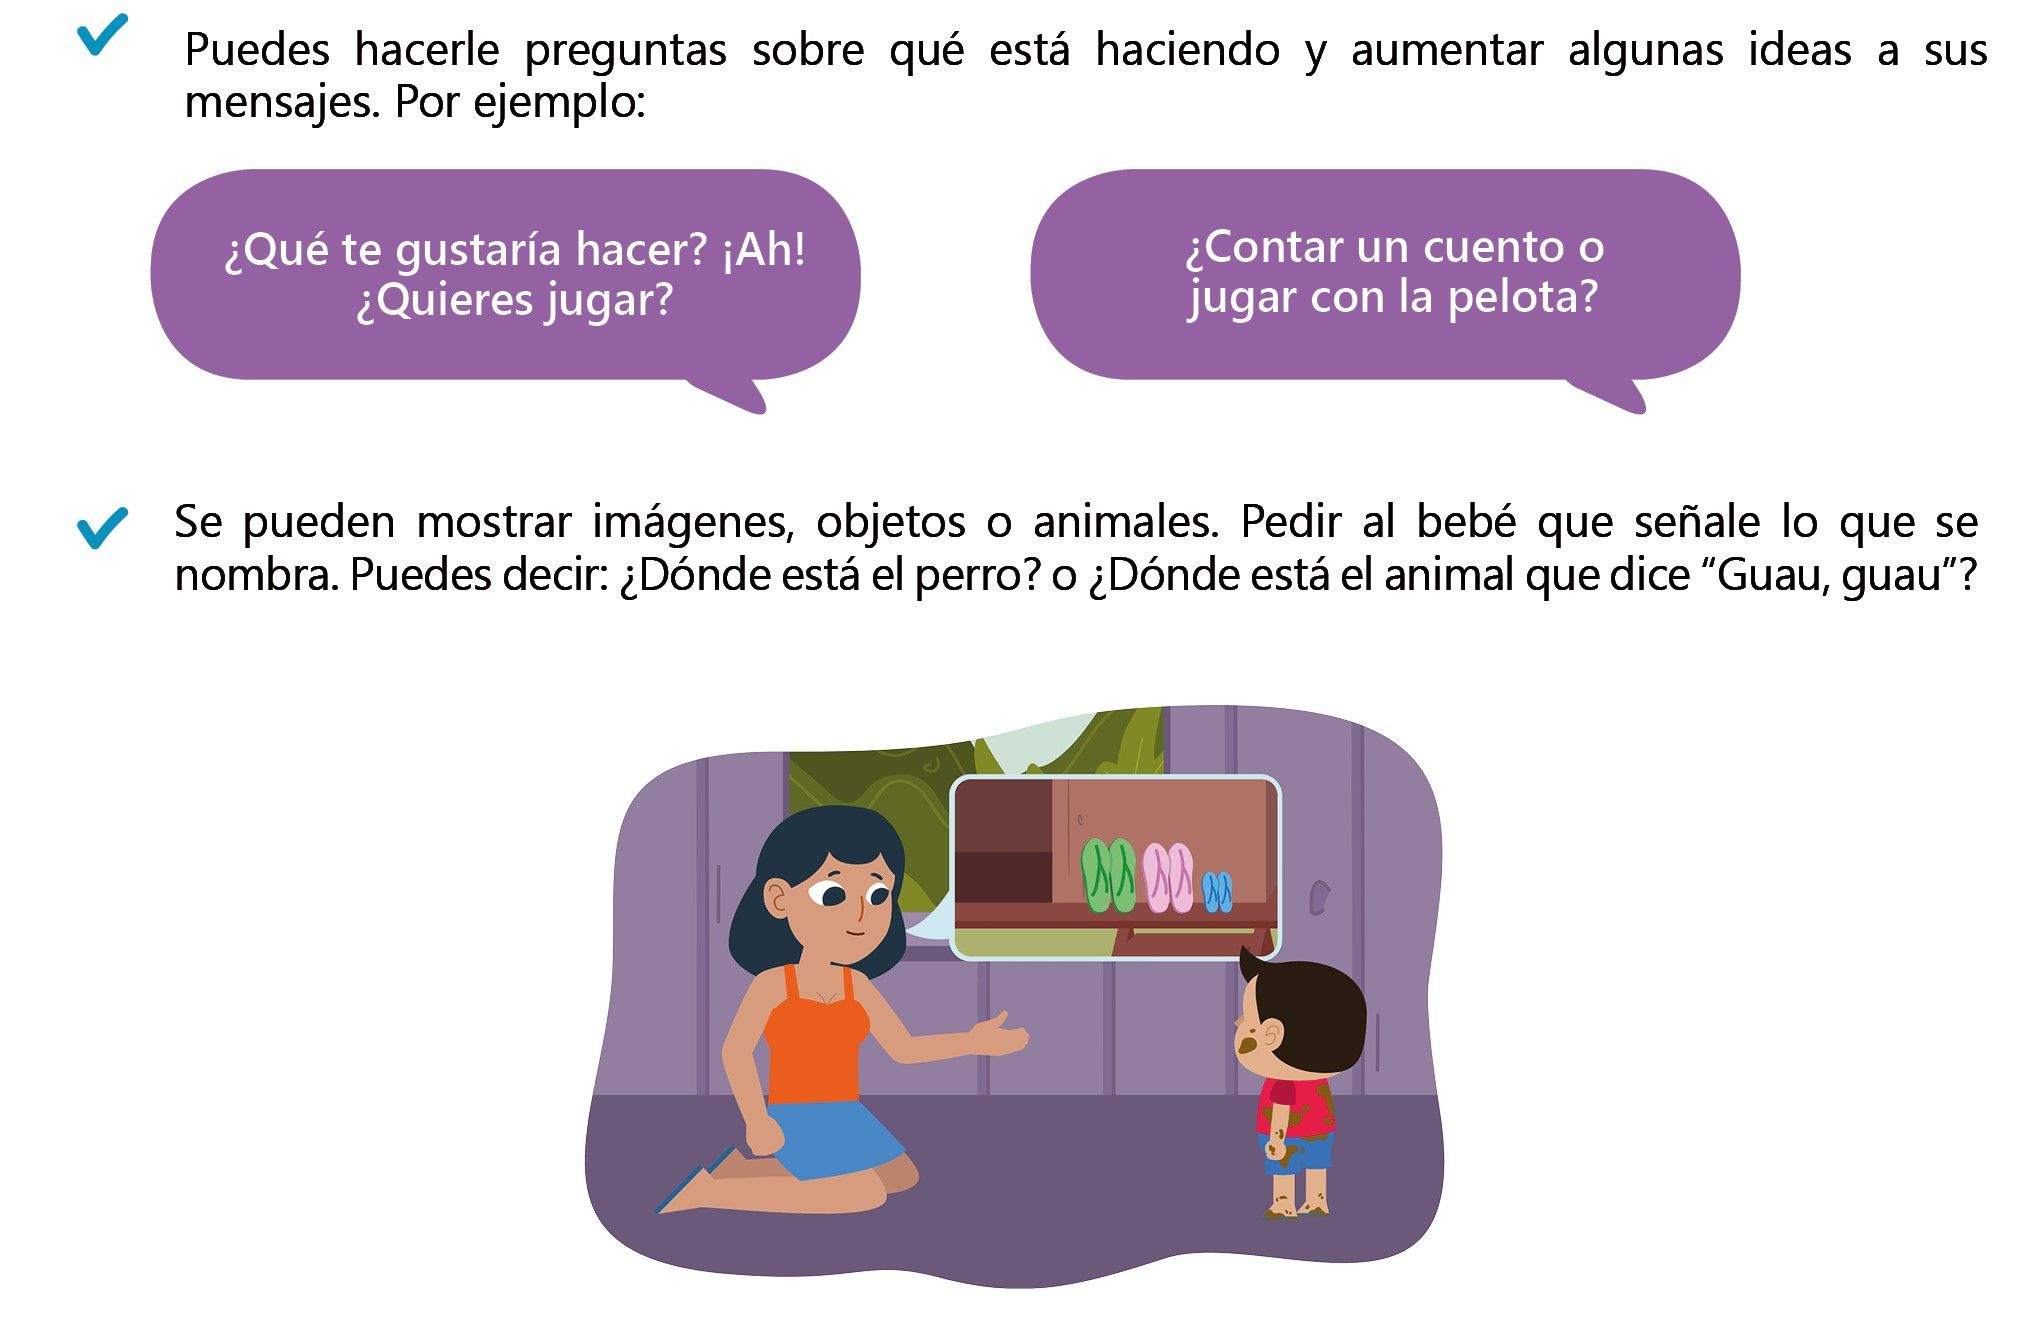 Puedes hacerle preguntas sobre qué está haciendo y aumentar algunas ideas a sus
mensajes. Por ejemplo:
¿Qué te gustaría hacer? ¡Ah!
¿Quieres jugar?
¿Contar un cuento o
jugar con la pelota?
Se pueden mostrar imágenes, objetos o animales. Pedir al bebé que señale lo que se
nombra. Puedes decir: ¿Dónde está el perro? o ¿Dónde está el animal que dice “Guau, guau”?